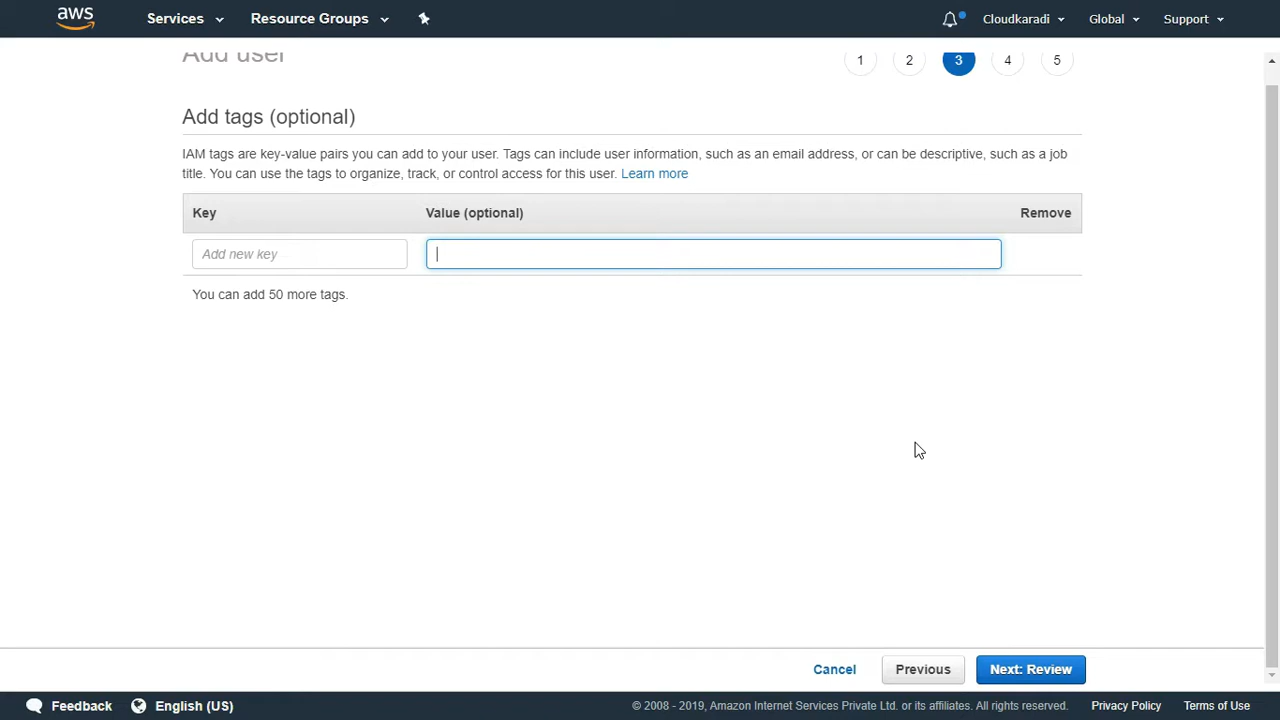 aws Services Resource Groups Cloudkaradi Global Support
Add user 1 2 3 4 5
Add tags (optional)
IAM tags are key-value pairs you can add to your user. Tags can include user information, such as an email address, or can be descriptive, such as a job
title. You can use the tags to organize, track, or control access for this user. Learn more
Key Value (optional) Remove
Add new key
You can add 50 more tags.
Cancel Previous Next: Review
Feedback English (US) © 2008 - 2019, Amazon Internet Services Private Ltd. or its affiliates. All rights reserved. Privacy Policy Terms of Use